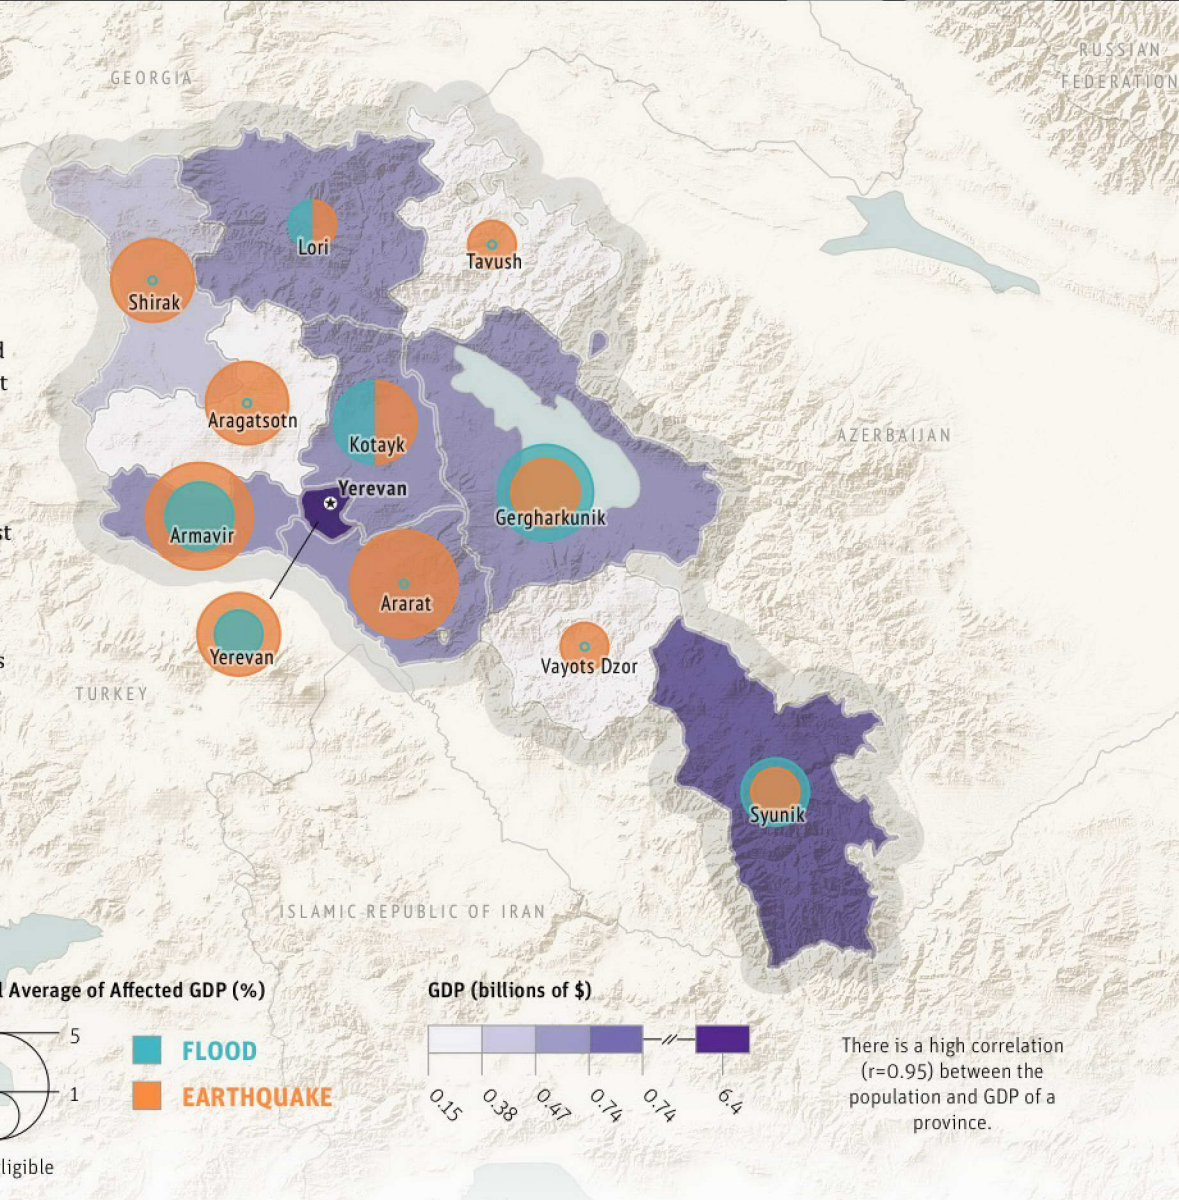 GEORGIA
RUSSIAN
FEDERATION
Lori
Tavush
Shirak
d
t
Aragatsotn
AZERBAIJAN
Kotayk
Yerevan
Gergharkunik
st
Armavir
Ararat
Yerevan
s
Vayots Dzor
TURKEY
Syunik
ISLAMIC REPUBLIC OF IRAN
l Average of Affected GDP (%)
5
1
ligible
FLOOD
EARTHQUAKE
GDP (billions of $)
0.15 0.38 0.47 0.74 0.74 6.4
There is a high correlation
(r=0.95) between the
population and GDP of a
province.